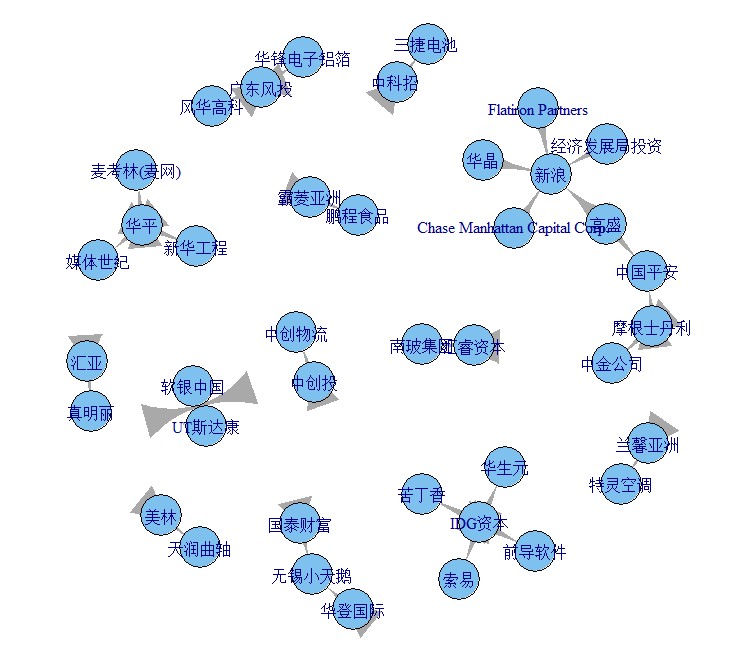 三捷电池
华锋电子铝箔
中科招
广东风投
风华高科
Flatiron Partners
经济发展局投资
华晶
新浪
麦考林(麦网)
霸菱亚洲
鹏程食品
华平
高盛
Chase Manhattan Capital Corp
新华工程
媒体世纪
中国平安
摩根士丹利
中创物流
南玻集团
睿资本
汇亚
中金公司
中创投
软银中国
真明丽
UT斯达康
兰馨亚洲
华生元
特灵空调
苦丁香
美林
国泰财富
IDG资本
天润曲轴
前导软件
无锡小天鹅
索易
华登国际